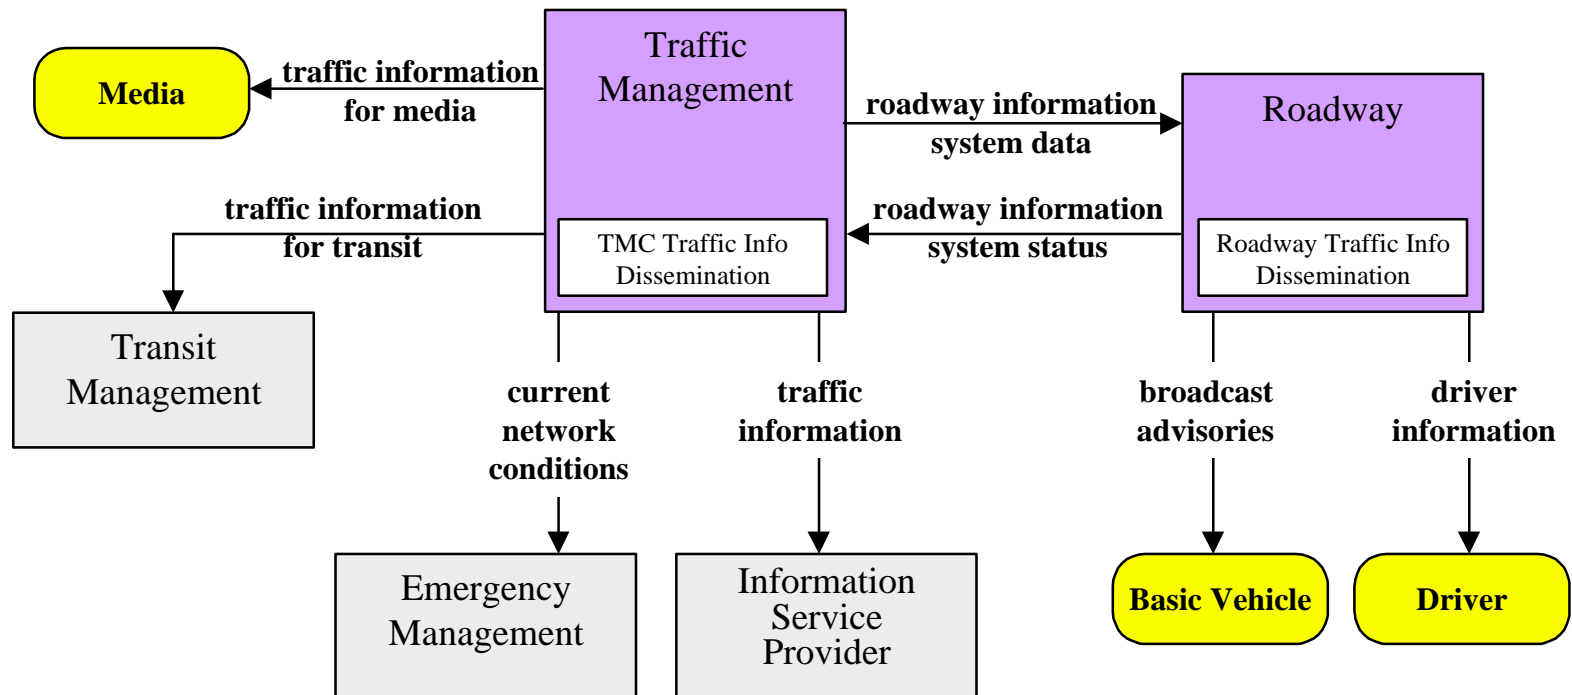 Traffic
Management
TMC Traffic Info
Dissemination
Media
traffic information
for media
traffic information
for transit
Transit
Management
roadway information
system data
roadway information
system status
Roadway
Roadway Traffic Info
Dissemination
current
network
conditions
traffic
information
broadcast
advisories
driver
information
Emergency
Management
Information
Service
Provider
Basic Vehicle
Driver